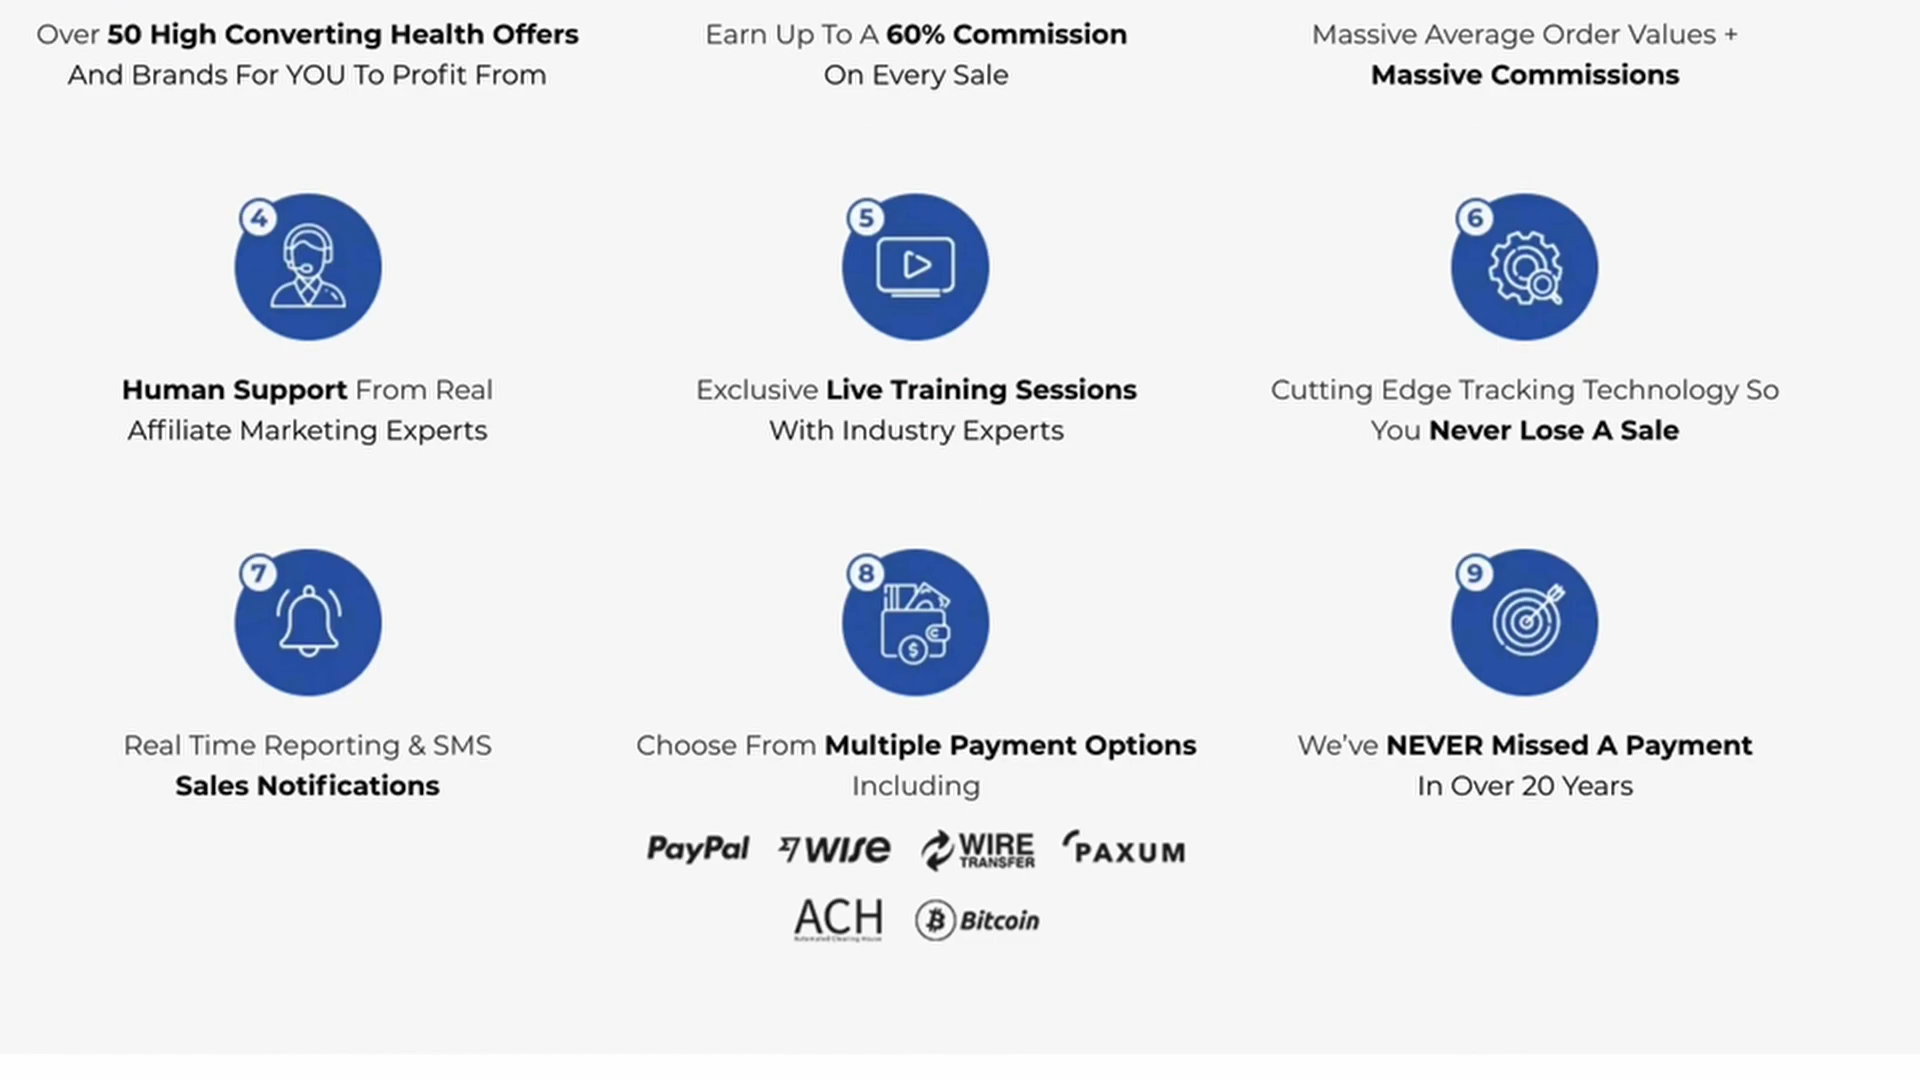 Over 50 High Converting Health Offers
And Brands For YOU To Profit From
Earn Up To A 60% Commission
On Every Sale
Massive Average Order Values +
Massive Commissions
4
Human Support From Real
Affiliate Marketing Experts
5
Exclusive Live Training Sessions
With Industry Experts
6
Cutting Edge Tracking Technology So
You Never Lose A Sale
7
Real Time Reporting & SMS
Sales Notifications
8
$
Choose From Multiple Payment Options
Including
PayPal
WISE
WIRE
TRANSFER
PAXUM
ACH
Automated Clearing House
Bitcoin
9
We’ve NEVER Missed A Payment
In Over 20 Years